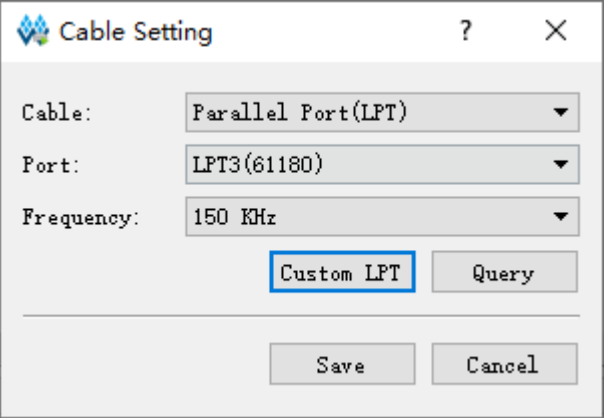 Cable Setting
Cable: Parallel Port(LPT)
Port: LPT3(61180)
Frequency: 150 KHz
Custom LPT Query
Save Cancel